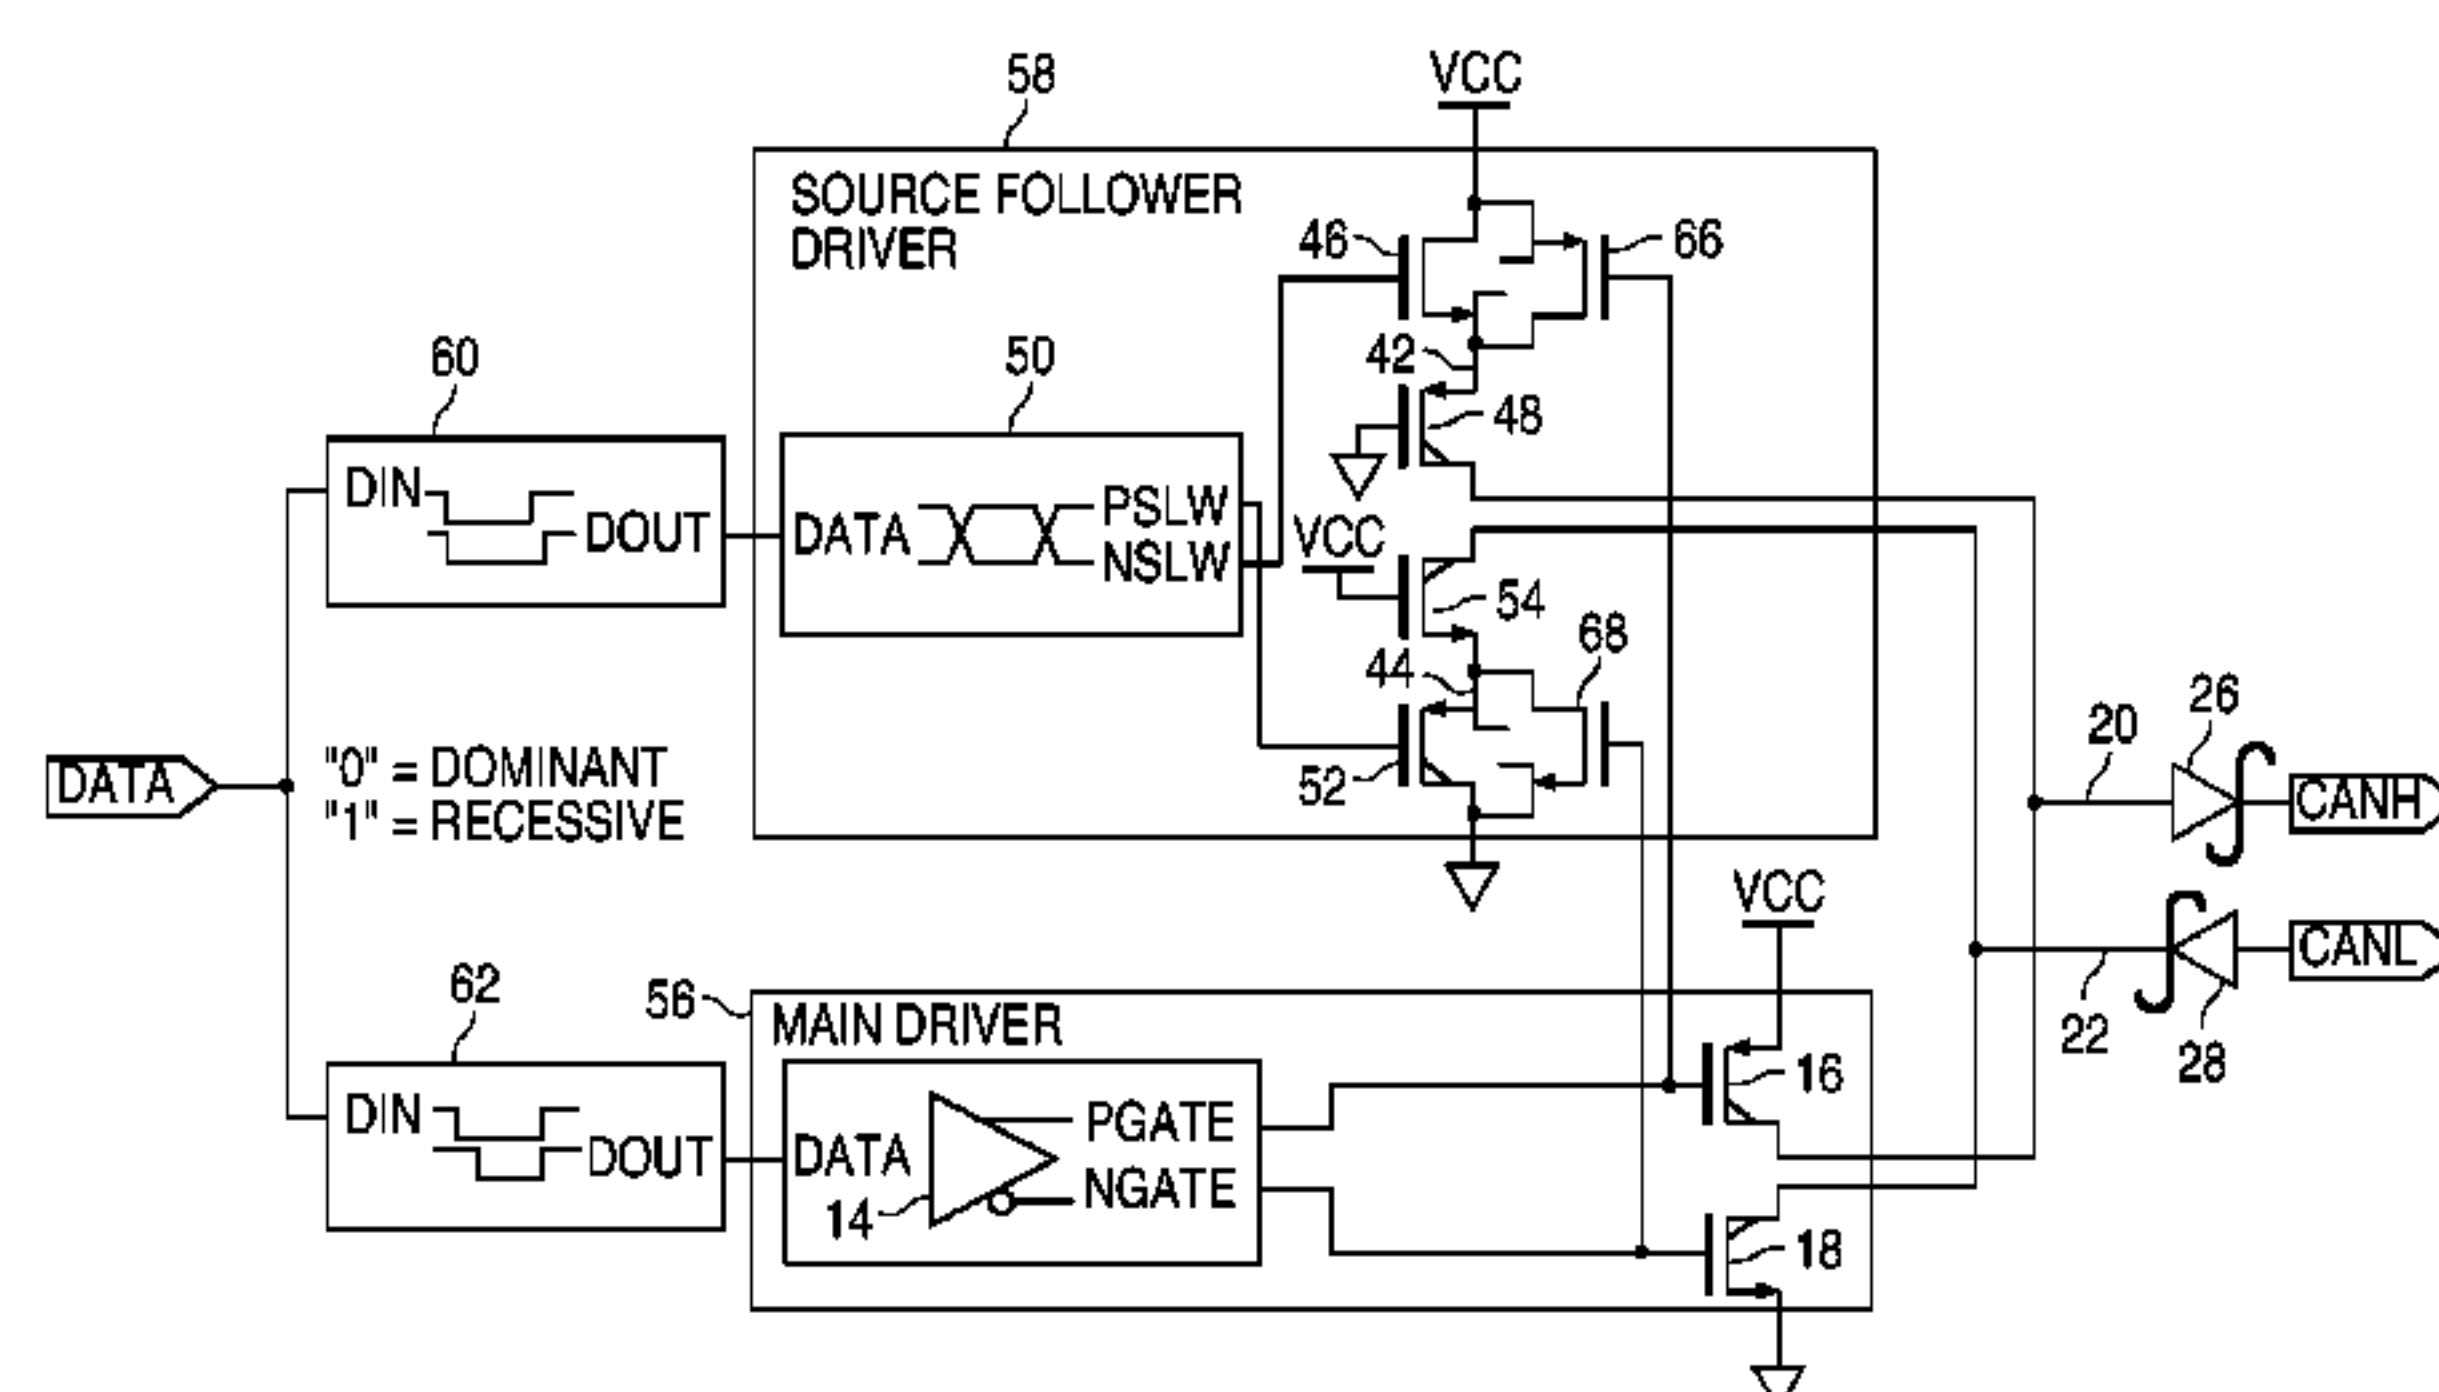 58
VCC
SOURCE FOLLOWER
DRIVER
46
66
60
50
42
48
DIN
DOUT
DATA
PSLW
NSLW
VCC
54
68
44
52
DATA
"0" = DOMINANT
"1" = RECESSIVE
20
26
CANH
VCC
CANL
22
28
62
56
MAIN DRIVER
16
DIN
DOUT
DATA
PGATE
NGATE
14
18